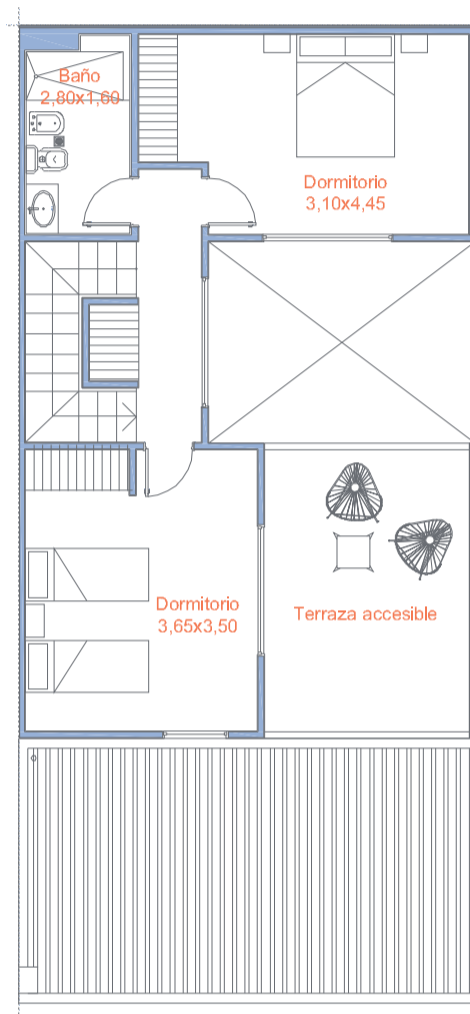 Baño
2,80x1,60
Dormitorio
3,10x4,45
Dormitorio
3,65x3,50
Terraza accesible